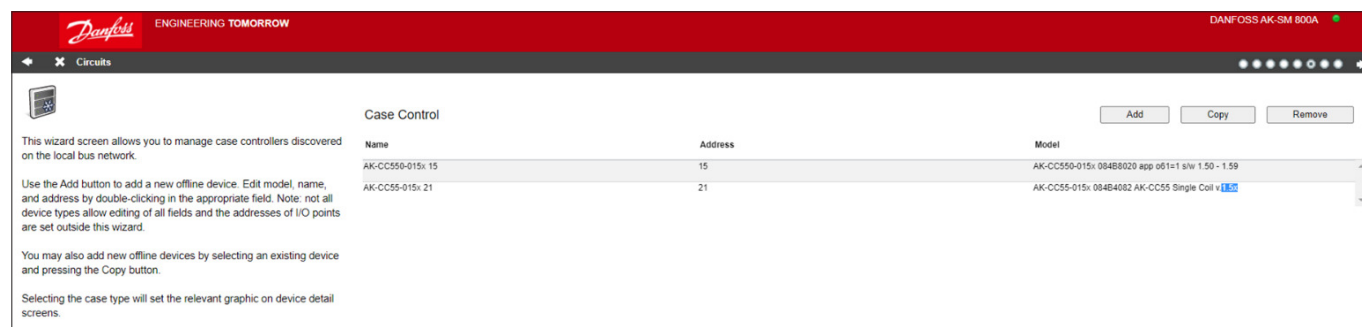 Danfoss ENGINEERING TOMORROW
DANFOSS AK-SM 800A
Circuits
Case Control
Add Copy Remove
This wizard screen allows you to manage case controllers discovered
on the local bus network.
Use the Add button to add a new offline device. Edit model, name,
and address by double-clicking in the appropriate field. Note: not all
device types allow editing of all fields and the addresses of I/O points
are set outside this wizard.
You may also add new offline devices by selecting an existing device
and pressing the Copy button.
Selecting the case type will set the relevant graphic on device detail
screens.
Name Address Model
AK-CC550-015x 15 15 AK-CC550-015x 084B8020 app o61=1 s/w 1.50 - 1.59
AK-CC55-015x 21 21 AK-CC55-015x 084B4082 AK-CC55 Single Coil v.1.5x